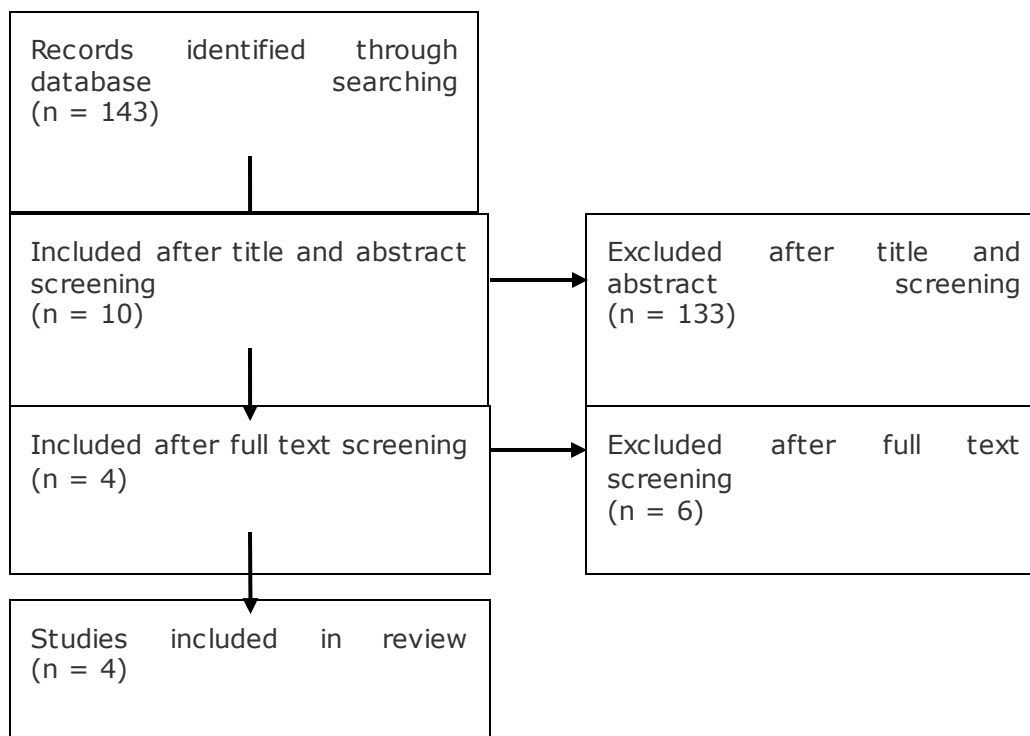 Records identified through
database searching
(n = 143)
Included after title and abstract
screening
(n = 10)
Excluded after title and
abstract screening
(n = 133)
Included after full text screening
(n = 4)
Excluded after full text
screening
(n = 6)
Studies included in review
(n = 4)